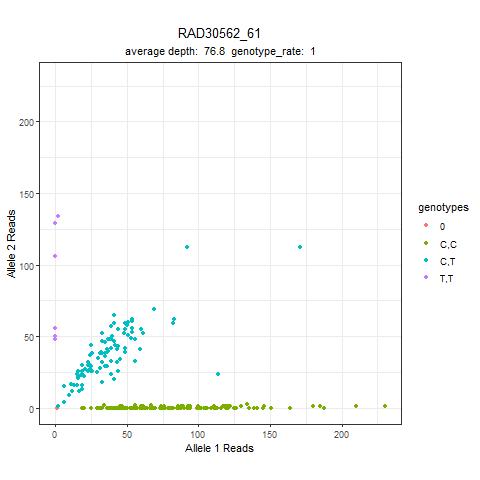 RAD30562_61
average depth:  76.8  genotype_rate:  1
200
150
100
50
0
Allele 2 Reads
0 50 100 150 200
Allele 1 Reads
genotypes
0
C,C
C,T
T,T